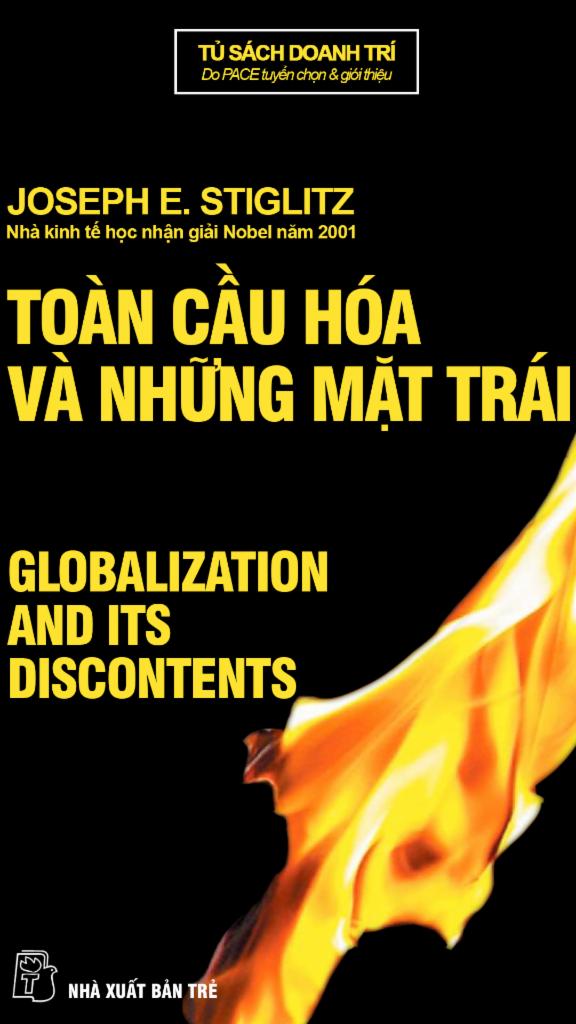 TỦ SÁCH DOANH TRÍ
Do PACE tuyển chọn & giới thiệu
JOSEPH E. STIGLITZ
Nhà kinh tế học nhận giải Nobel năm 2001
TOÀN CẦU HÓA
VÀ NHỮNG MẶT TRÁI
GLOBALIZATION
AND ITS
DISCONTENTS
T
NHÀ XUẤT BẢN TRẺ